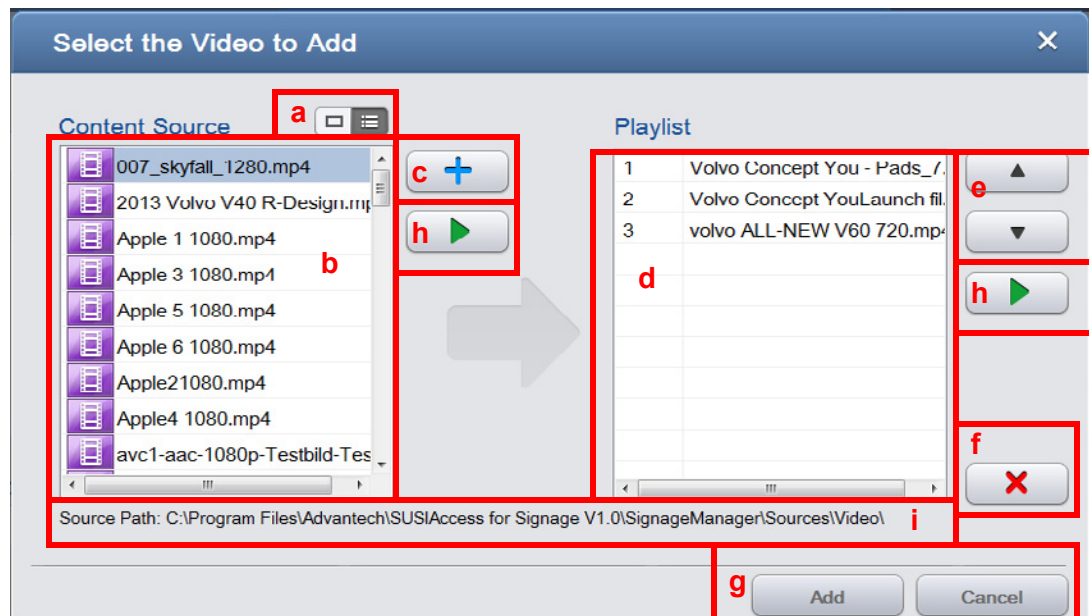 Select the Video to Add
a
Content Source
Playlist
007_skyfall_1280.mp4
2013 Volvo V40 R-Design.mp
Apple 1 1080.mp4
Apple 3 1080.mp4
Apple 5 1080.mp4
Apple 6 1080.mp4
Apple21080.mp4
Apple4 1080.mp4
avc1-aac-1080p-Testbild-Tes
b
c
h
1 Volvo Concept You - Pads_7.
2 Volvo Concept YouLaunch fil.
3 volvo ALL-NEW V60 720.mp4
d
e
h
f
Source Path: C:\Program Files\Advantech\SUSIAccess for Signage V1.0\SignageManager\Sources\Video\
i
g
Add
Cancel